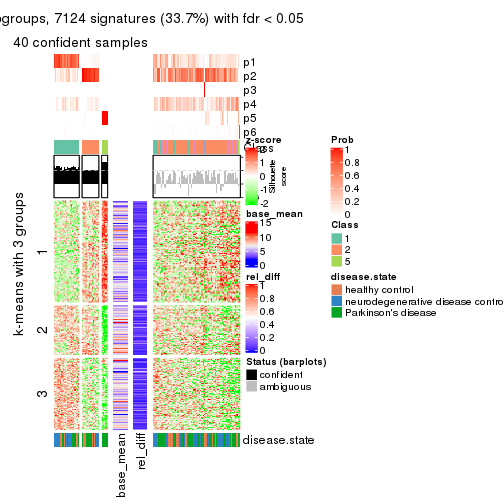 ogroups, 7124 signatures (33.7%) with fdr < 0.05
40 confident samples
p1
p2
p3
p4
p5
p6
Class
Silhouette
score
k-means with 3 groups
1
2
3
base_mean
rel_diff
disease.state
z-score
2
1
0
-1
-2
base_mean
15
10
5
0
rel_diff
1
0.8
0.6
0.4
0.2
0
Status (barplots)
confident
ambiguous
Prob
1
0.8
0.6
0.4
0.2
0
Class
1
2
5
disease.state
healthy control
neurodegenerative disease contro
Parkinson's disease